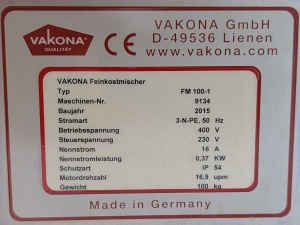 VAKONA
QUALITÄT
CE
VAKONA GmbH
D-49536 Lienen
www.vakona.com
VAKONA Feinkostmischer
Typ FM 100-1
Maschinen-Nr. 9134
Baujahr 2015
Stromart 3-N-PE, 50 Hz
Betriebsspannung 400 V
Steuerspannung 230 V
Nennstrom 16 A
Nennstromleistung 0,37 KW
Schutzart IP 54
Motordrehzahl 16,9 upm
Gewicht 100 kg
Made in Germany